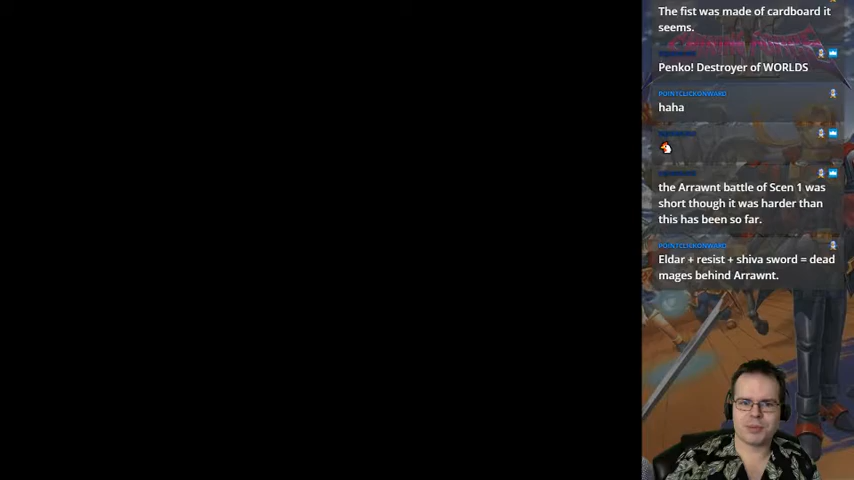 The fist was made of cardboard it
seems.
Penko! Destroyer of WORLDS
POINTCLICKONWARD
haha
the Arrawnt battle of Scen 1 was
short though it was harder than
this has been so far.
POINTCLICKONWARD
Eldar + resist + shiva sword = dead
mages behind Arrawnt.